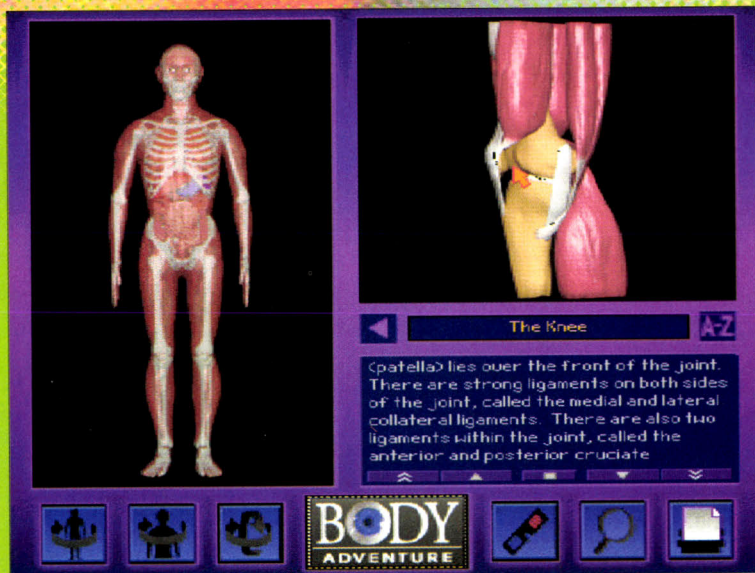 The Knee
A-Z
(patella) lies over the front of the joint.
There are strong ligaments on both sides
of the joint, called the medial and lateral
collateral ligaments. There are also two
ligaments within the joint, called the
anterior and posterior cruciate
BODY
ADVENTURE